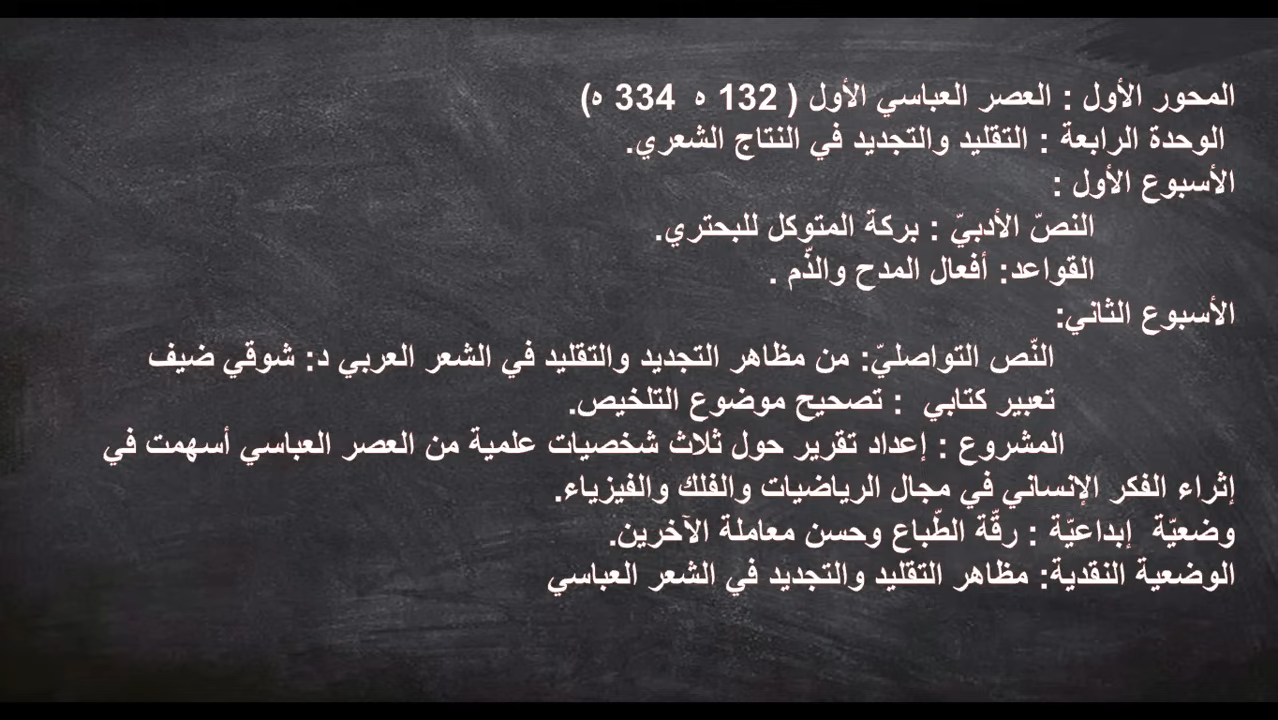 المحور الأول : العصر العباسي الأول ( 132 ه 334 ه)
الوحدة الرابعة : التقليد والتجديد في النتاج الشعري.
الأسبوع الأول :
النصّ الأدبيّ : بركة المتوكل للبحتري.
القواعد: أفعال المدح والذّم .
الأسبوع الثاني:
النّص التواصليّ: من مظاهر التجديد والتقليد في الشعر العربي د: شوقي ضيف
تعبير كتابي : تصحيح موضوع التلخيص.
المشروع : إعداد تقرير حول ثلاث شخصيات علمية من العصر العباسي أسهمت في
إثراء الفكر الإنساني في مجال الرياضيات والفلك والفيزياء.
وضعيّة إبداعيّة : رقّة الطّباع وحسن معاملة الآخرين.
الوضعية النقدية: مظاهر التقليد والتجديد في الشعر العباسي